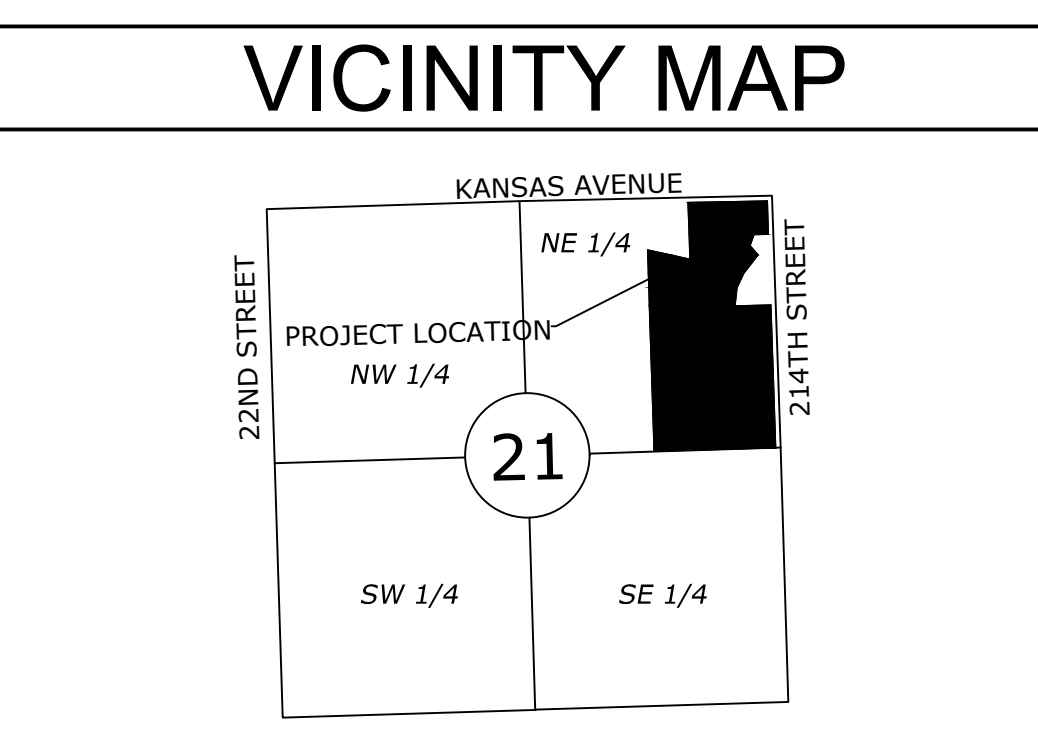 VICINITY MAP
KANSAS AVENUE
NE 1/4
22ND STREET
214TH STREET
PROJECT LOCATION
NW 1/4
21
SW 1/4
SE 1/4